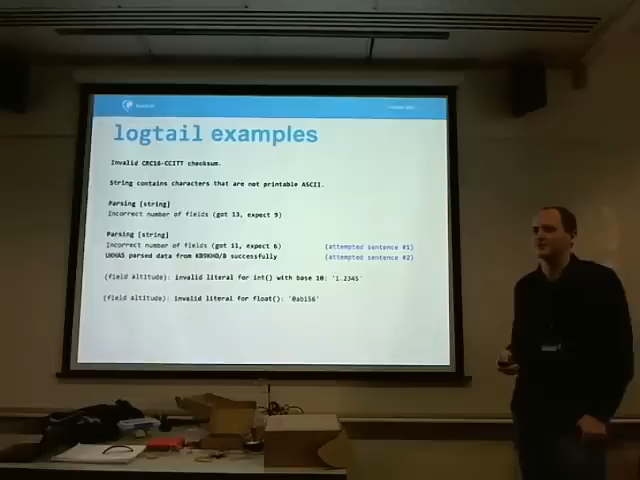 logtail examples
Invalid CRC16-CCITT checksum.
String contains characters that are not printable ASCII.
Parsing [string]
Incorrect number of fields (got 13, expect 9)
Parsing [string]
Incorrect number of fields (got 11, expect 6) (attempted sentence #1)
UKHAS parsed data from KB9KHO/B successfully (attempted sentence #2)
(field altitude): invalid literal for int() with base 10: '1.2345'
(field altitude): invalid literal for float(): '0ab156'